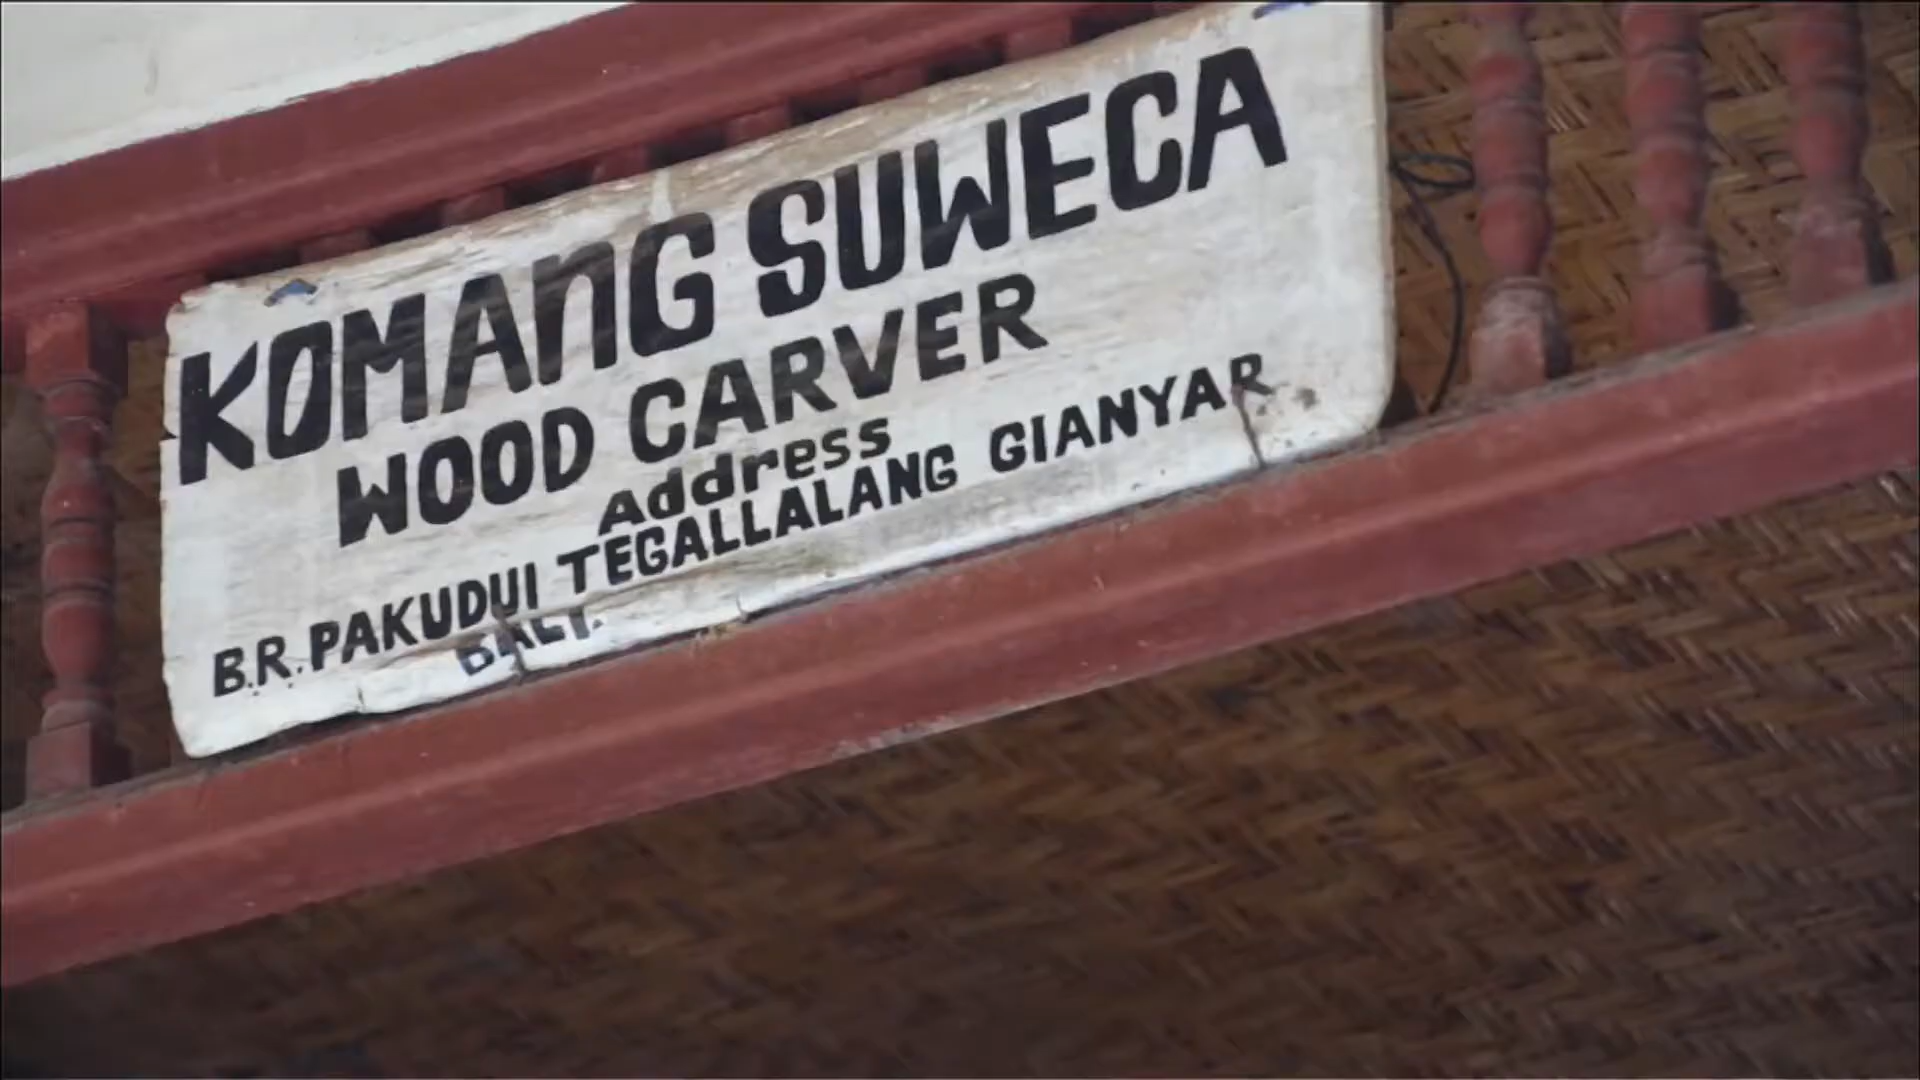 KOMANG SUWECA
WOOD CARVER
Address
B.R. PAKUDUI TEGALLALANG GIANYAR
BALI.